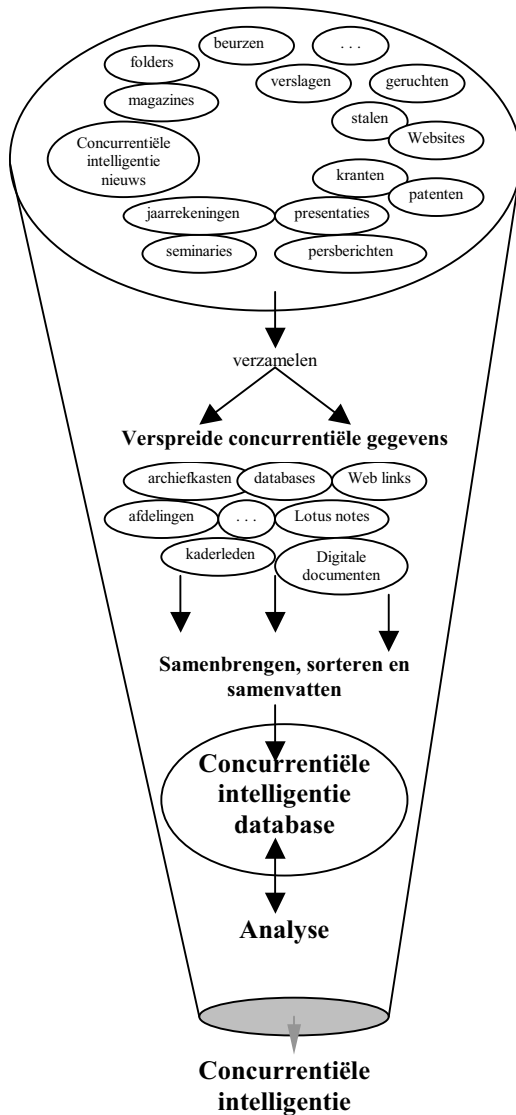 beurzen
. . .
folders
verslagen
geruchten
magazines
stalen
Websites
Concurrentiële
intelligentie
nieuws
kranten
patenten
jaarrekeningen
presentaties
seminaries
persberichten
verzamelen
Verspreide concurrentiële gegevens
archiefkasten
databases
Web links
afdelingen
. . .
Lotus notes
kaderleden
Digitale
documenten
Samenbrengen, sorteren en
samenvatten
Concurrentiële
intelligentie
database
Analyse
Concurrentiële
intelligentie